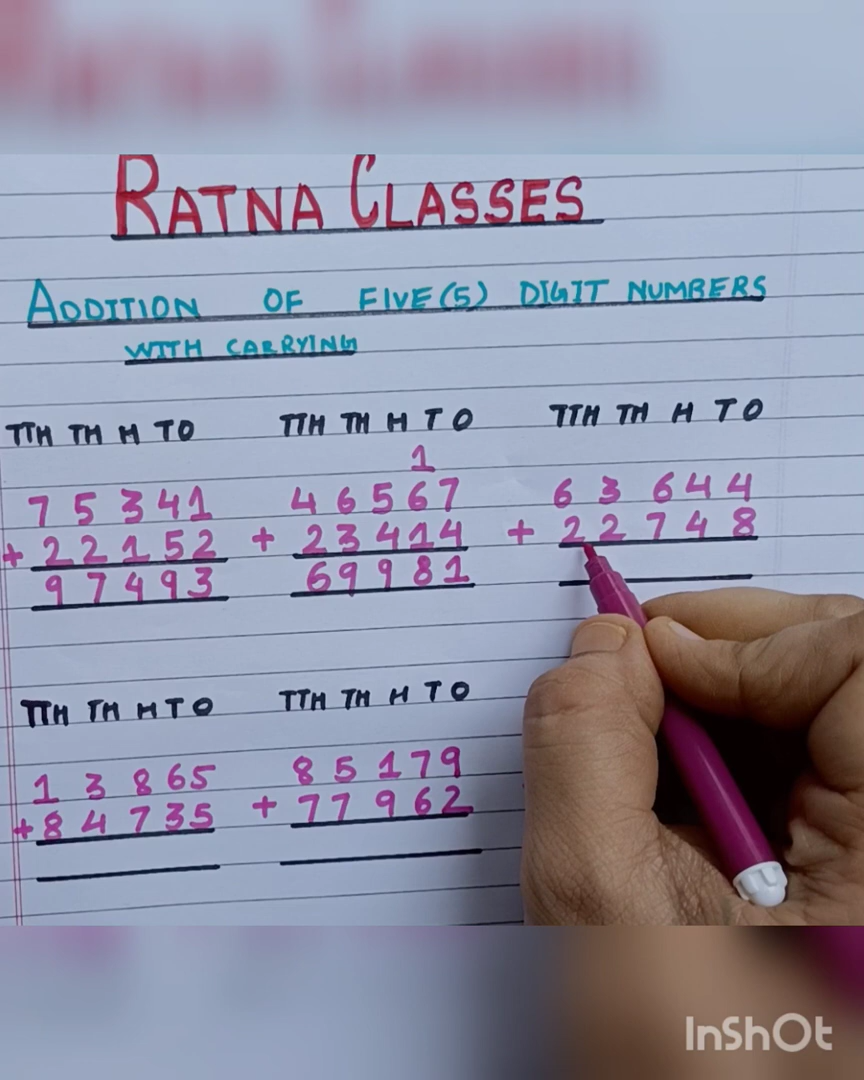 RATNA CLASSES
ADDITION OF FIVE(5) DIGIT NUMBERS
WITH CARRYING
TTH TH H T O TTH TH H T O TTH TH H T O
1
7 5 3 4 1 4 6 5 6 7 6 3 6 4 4
+ 2 2 1 5 2 + 2 3 4 1 4 + 2 2 7 4 8
9 7 4 9 3 6 9 9 8 1
TTH TH H T O TTH TH H T O
1 3 8 6 5 8 5 1 7 9
+ 8 4 7 3 5 + 7 7 9 6 2
InShOt